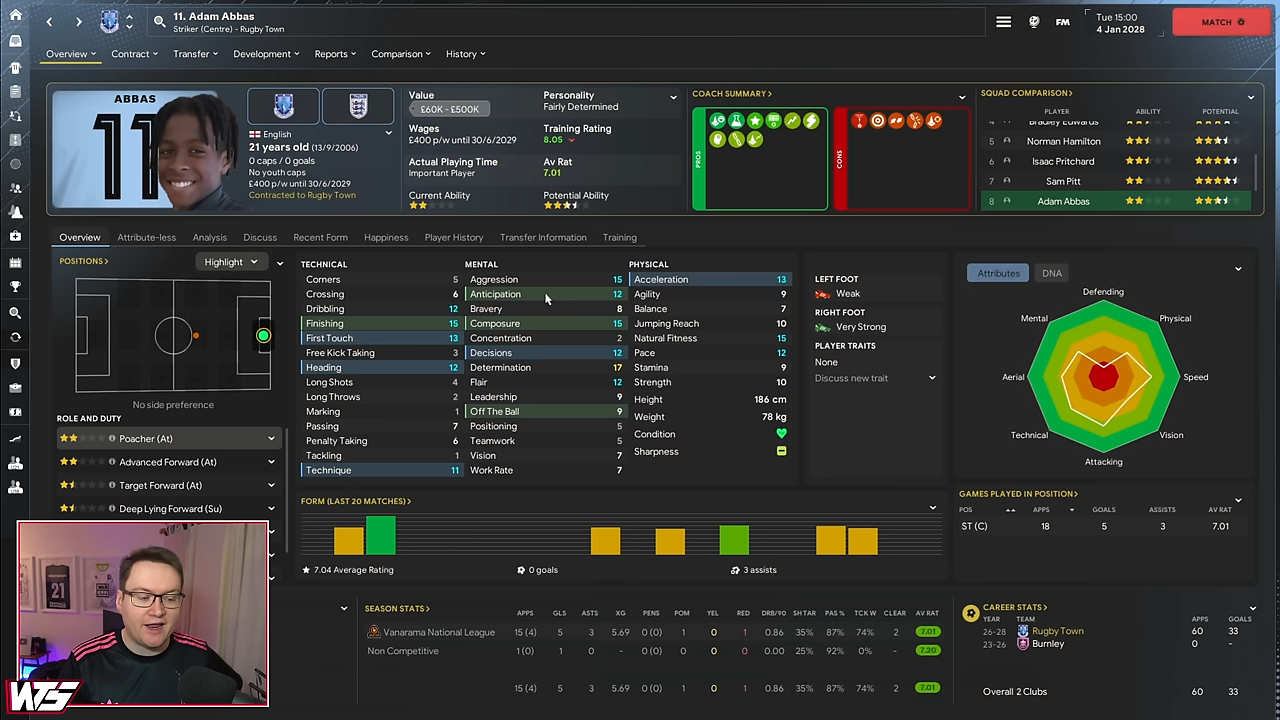 11. Adam Abbas
Striker (Centre) - Rugby Town
FM
Tue 15:00
4 Jan 2028
MATCH
Overview
Contract
Transfer
Development
Reports
Comparison
History
ABBAS
11
English
21 years old (13/9/2006)
0 caps / 0 goals
No youth caps
£400 p/w until 30/6/2029
Contracted to Rugby Town
Value
£60K - £500K
Wages
£400 p/w until 30/6/2029
Actual Playing Time
Important Player
Current Ability
Personality
Fairly Determined
Training Rating
8.05
Av Rat
7.01
Potential Ability
COACH SUMMARY >
PROS
CONS
SQUAD COMPARISON >
PLAYER ABILITY POTENTIAL
4 Bradley Edwards
5 Norman Hamilton
6 Isaac Pritchard
7 Sam Pitt
8 Adam Abbas
Overview Attribute-less Analysis Discuss Recent Form Happiness Player History Transfer Information Training
POSITIONS >
Highlight
No side preference
ROLE AND DUTY
Poacher (At)
Advanced Forward (At)
Target Forward (At)
Deep Lying Forward (Su)
TECHNICAL
Corners 5
Crossing 6
Dribbling 12
Finishing 15
First Touch 13
Free Kick Taking 3
Heading 12
Long Shots 4
Long Throws 2
Marking 1
Passing 7
Penalty Taking 6
Tackling 1
Technique 11
MENTAL
Aggression 15
Anticipation 12
Bravery 8
Composure 15
Concentration 2
Decisions 12
Determination 17
Flair 12
Leadership 9
Off The Ball 9
Positioning 5
Teamwork 5
Vision 7
Work Rate 7
PHYSICAL
Acceleration 13
Agility 9
Balance 7
Jumping Reach 10
Natural Fitness 15
Pace 12
Stamina 9
Strength 10
Height 186 cm
Weight 78 kg
Condition
Sharpness
LEFT FOOT
Weak
RIGHT FOOT
Very Strong
PLAYER TRAITS
None
Discuss new trait
Attributes
DNA
Defending
Physical
Speed
Vision
Attacking
Technical
Aerial
Mental
FORM (LAST 20 MATCHES) >
7.04 Average Rating
0 goals
3 assists
GAMES PLAYED IN POSITION >
POS APPS GOALS ASSISTS AV RAT
ST (C) 18 5 3 7.01
SEASON STATS > APPS GLS ASTS XG PENS POM YEL RED DRB/90 SH TAR PAS % TCK W CLEAR AV RAT
Vanarama National League 15 (4) 5 3 5.69 0 (0) 1 0 1 0.86 35% 87% 74% 2 7.01
Non Competitive 1 (0) 1 0 - 0 (0) 0 0 0 0.00 25% 92% 0% - 7.20
15 (4) 5 3 5.69 0 (0) 1 0 1 0.86 35% 87% 74% 2 7.01
CAREER STATS >
YEAR TEAM APPS GOALS
26-28 Rugby Town 60 33
23-26 Burnley 0 -
Overall 2 Clubs 60 33
21
WTS